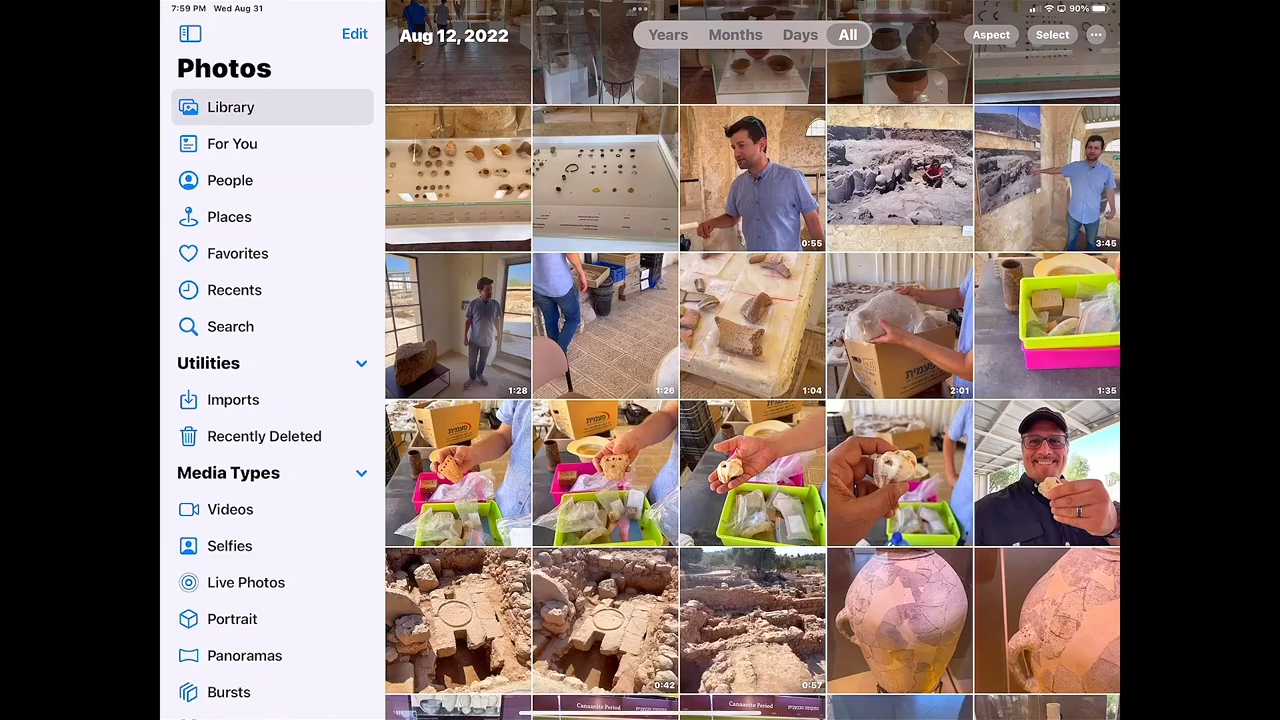 7:59 PM Wed Aug 31
90%
Edit
Photos
Library
For You
People
Places
Favorites
Recents
Search
Utilities
Imports
Recently Deleted
Media Types
Videos
Selfies
Live Photos
Portrait
Panoramas
Bursts
Aug 12, 2022
Years Months Days All
Aspect Select
0:55
3:45
1:28
1:26
1:04
2:01
1:35
0:42
0:57
Canaanite Period
Canaanite Period